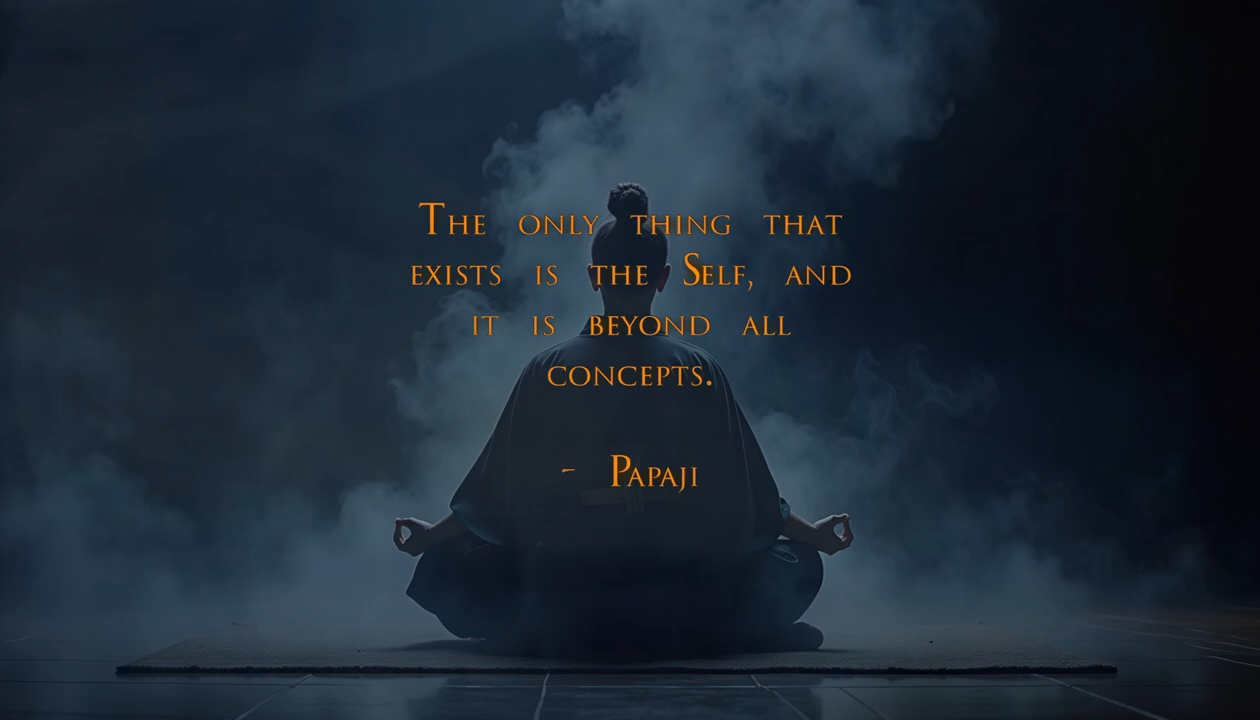 The only thing that
exists is the Self, and
it is beyond all
concepts.
- Papaji